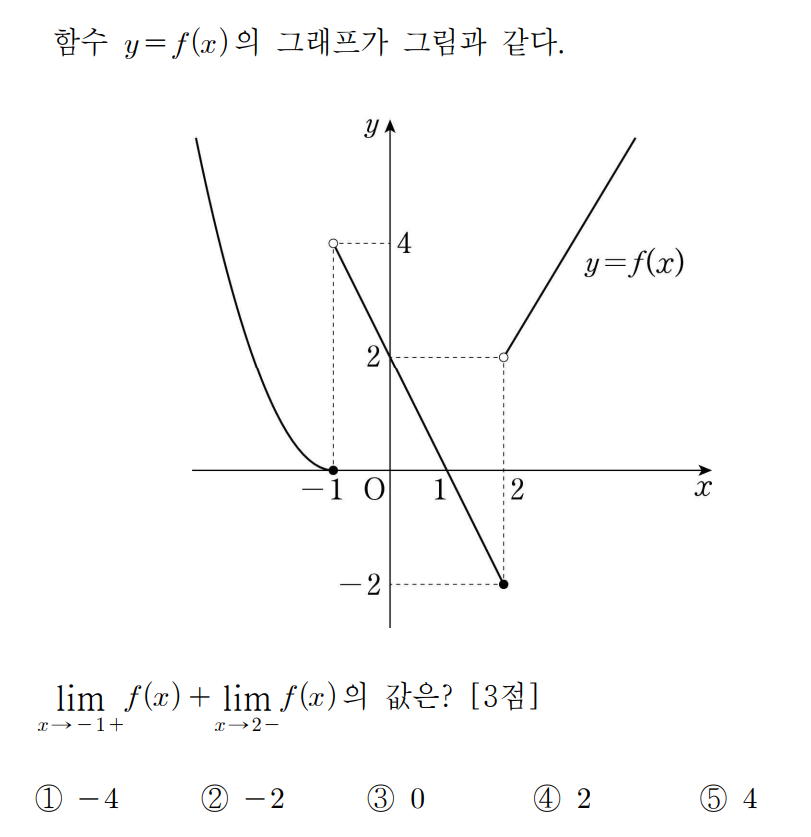 함수 y=f(x)의 그래프가 그림과 같다.
y
4
y=f(x)
2
-1 O 1 2 x
-2
lim f(x)+lim f(x)의 값은? [3점]
x→-1+ x→2-
① -4 ② -2 ③ 0 ④ 2 ⑤ 4